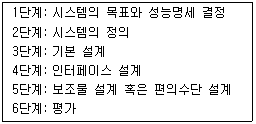 1단계: 시스템의 목표와 성능명세 결정
2단계: 시스템의 정의
3단계: 기본 설계
4단계: 인터페이스 설계
5단계: 보조물 설계 혹은 편의수단 설계
6단계: 평가